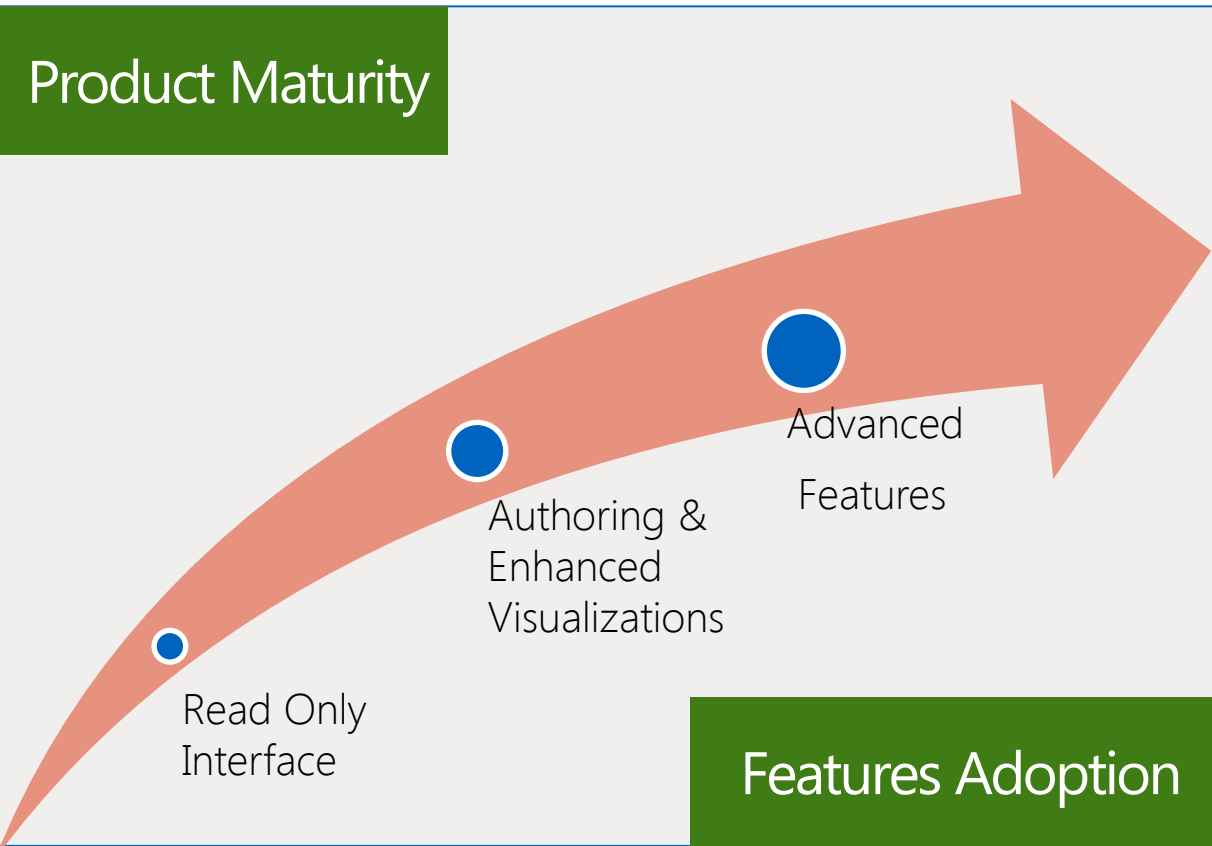 Product Maturity
Advanced
Features
Authoring &
Enhanced
Visualizations
Read Only
Interface
Features Adoption